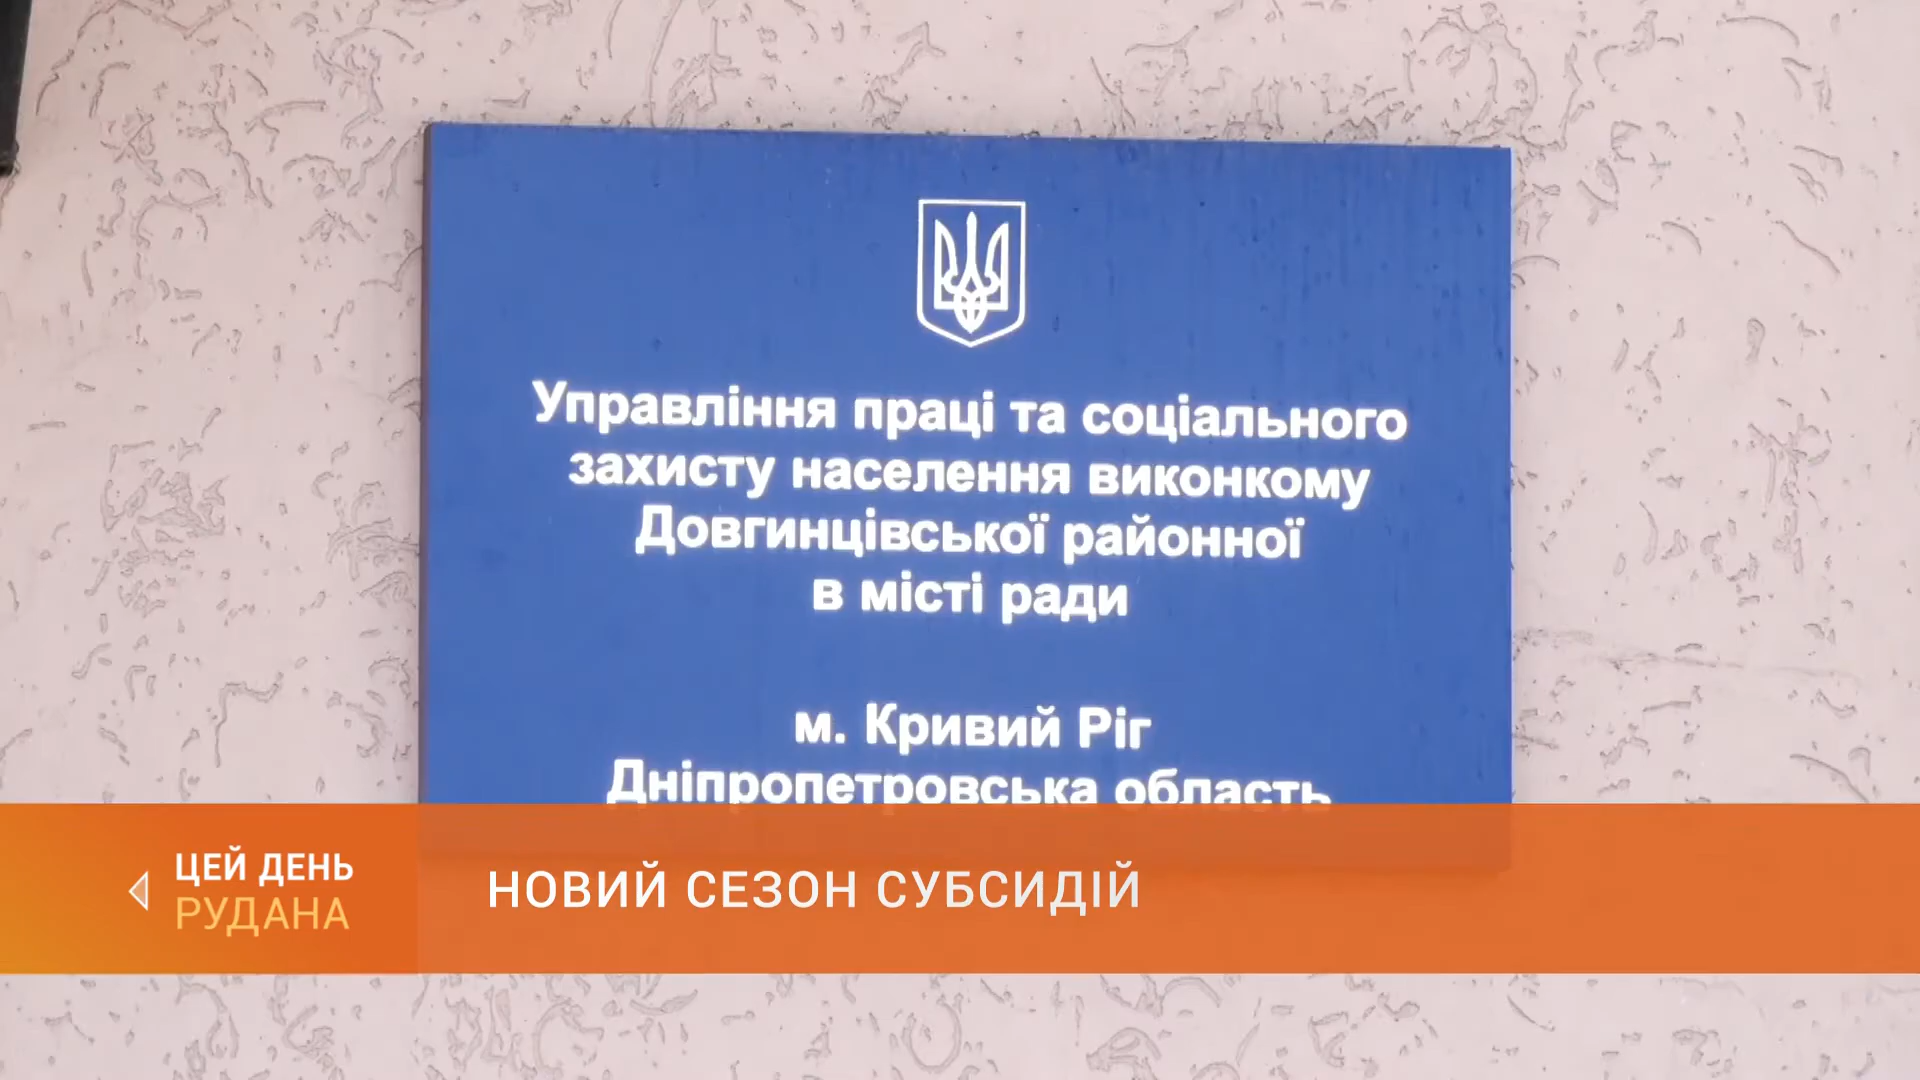 Управління праці та соціального
захисту населення виконкому
Довгинцівської районної
в місті ради
м. Кривий Ріг
Дніпропетровська область
ЦЕЙ ДЕНЬ
РУДАНА
НОВИЙ СЕЗОН СУБСИДІЙ